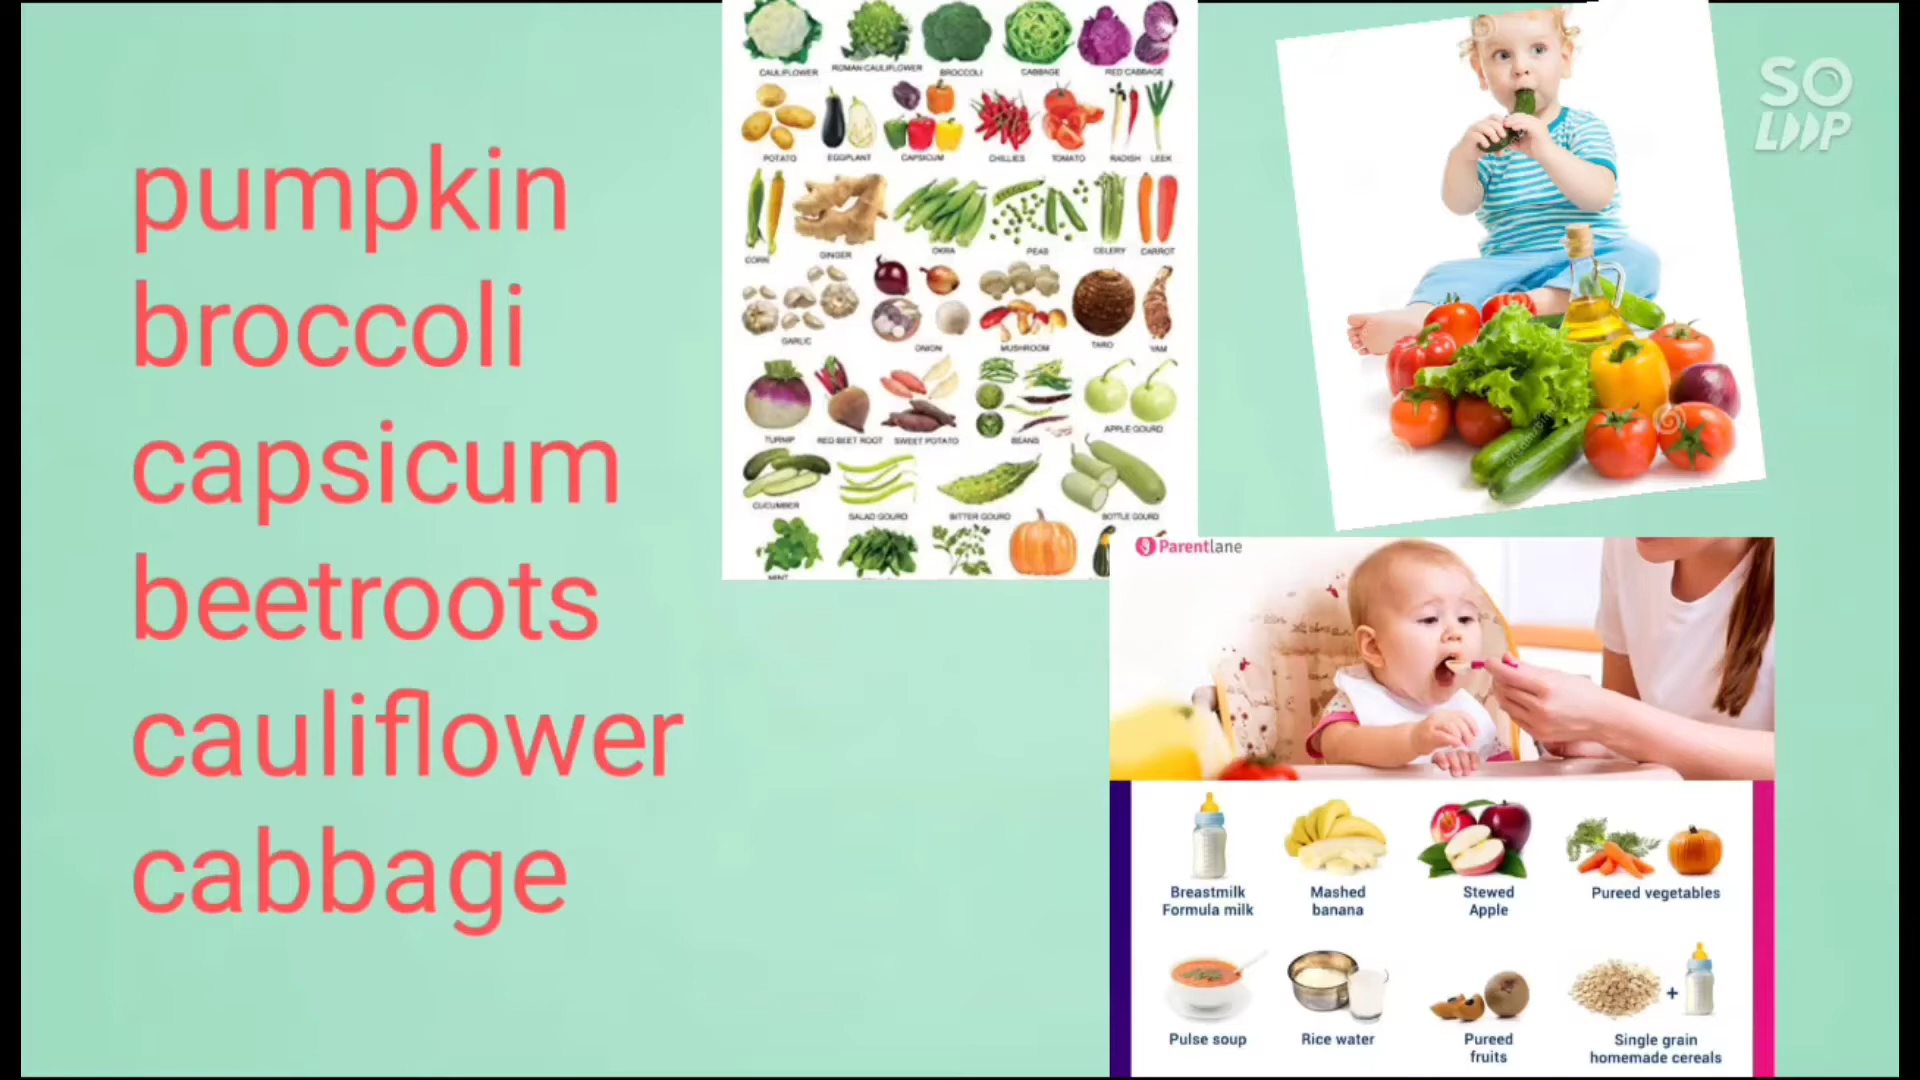 pumpkin
broccoli
capsicum
beetroots
cauliflower
cabbage
CAULIFLOWER ROMAN CAULIFLOWER BROCCOLI CABBAGE RED CABBAGE
POTATO EGGPLANT CAPSICUM CHILLIES TOMATO RADISH LEEK
CORN GINGER OKRA PEAS CELERY CARROT
GARLIC ONION MUSHROOM TARO YAM
TURNIP RED BEET ROOT SWEET POTATO BEANS APPLE GOURD
CUCUMBER SALAD GOURD BITTER GOURD BOTTLE GOURD
MINT
SO
LOOP
Parentlane
Breastmilk
Formula milk
Mashed
banana
Stewed
Apple
Pureed vegetables
Pulse soup
Rice water
Pureed
fruits
+
Single grain
homemade cereals